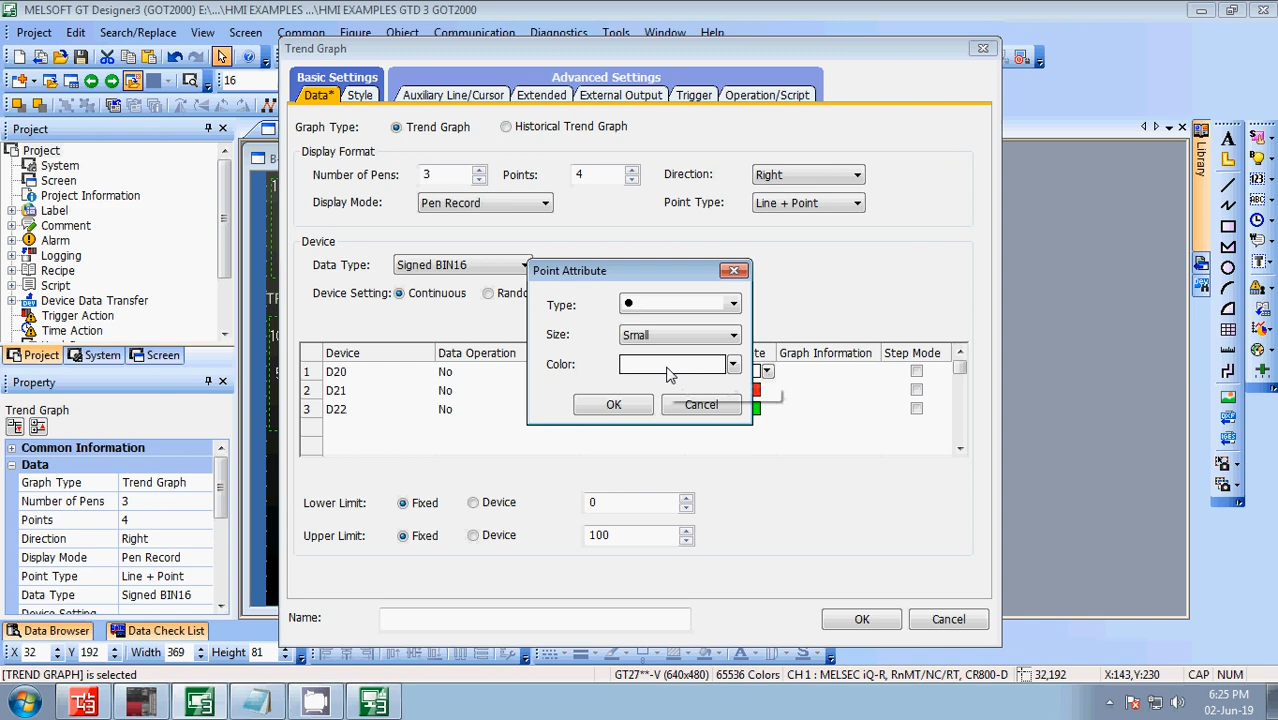 MELSOFT GT Designer3 (GOT2000) E:\...\HMI EXAMPLES ...\HMI EXAMPLES GTD 3 GOT2000
Project Edit Search/Replace View Screen Common Figure Object Communication Diagnostics Tools Window Help
16
Trend Graph
Basic Settings Advanced Settings
Data* Style Auxiliary Line/Cursor Extended External Output Trigger Operation/Script
Graph Type: Trend Graph Historical Trend Graph
Display Format
Number of Pens: 3 Points: 4 Direction: Right
Display Mode: Pen Record Point Type: Line + Point
Device
Data Type: Signed BIN16
Device Setting: Continuous
Device Data Operation Graph Information Step Mode
1 D20 No
2 D21 No
3 D22 No
Lower Limit: Fixed Device 0
Upper Limit: Fixed Device 100
Name:
OK Cancel
Point Attribute
Type:
Size: Small
Color:
OK Cancel
Project
Project
System
Screen
Project Information
Label
Comment
Alarm
Logging
Recipe
Script
Device Data Transfer
Trigger Action
Time Action
Project System Screen
Property
Trend Graph
Common Information
Data
Graph Type Trend Graph
Number of Pens 3
Points 4
Direction Right
Display Mode Pen Record
Point Type Line + Point
Data Type Signed BIN16
Data Browser Data Check List
Library
X 32 Y 192 Width 369 Height 81
[TREND GRAPH] is selected GT27**-V (640x480) 65536 Colors CH 1 : MELSEC iQ-R, RnMT/NC/RT, CR800-D 32,192 X:143,Y:230 CAP NUM
6:25 PM
02-Jun-19